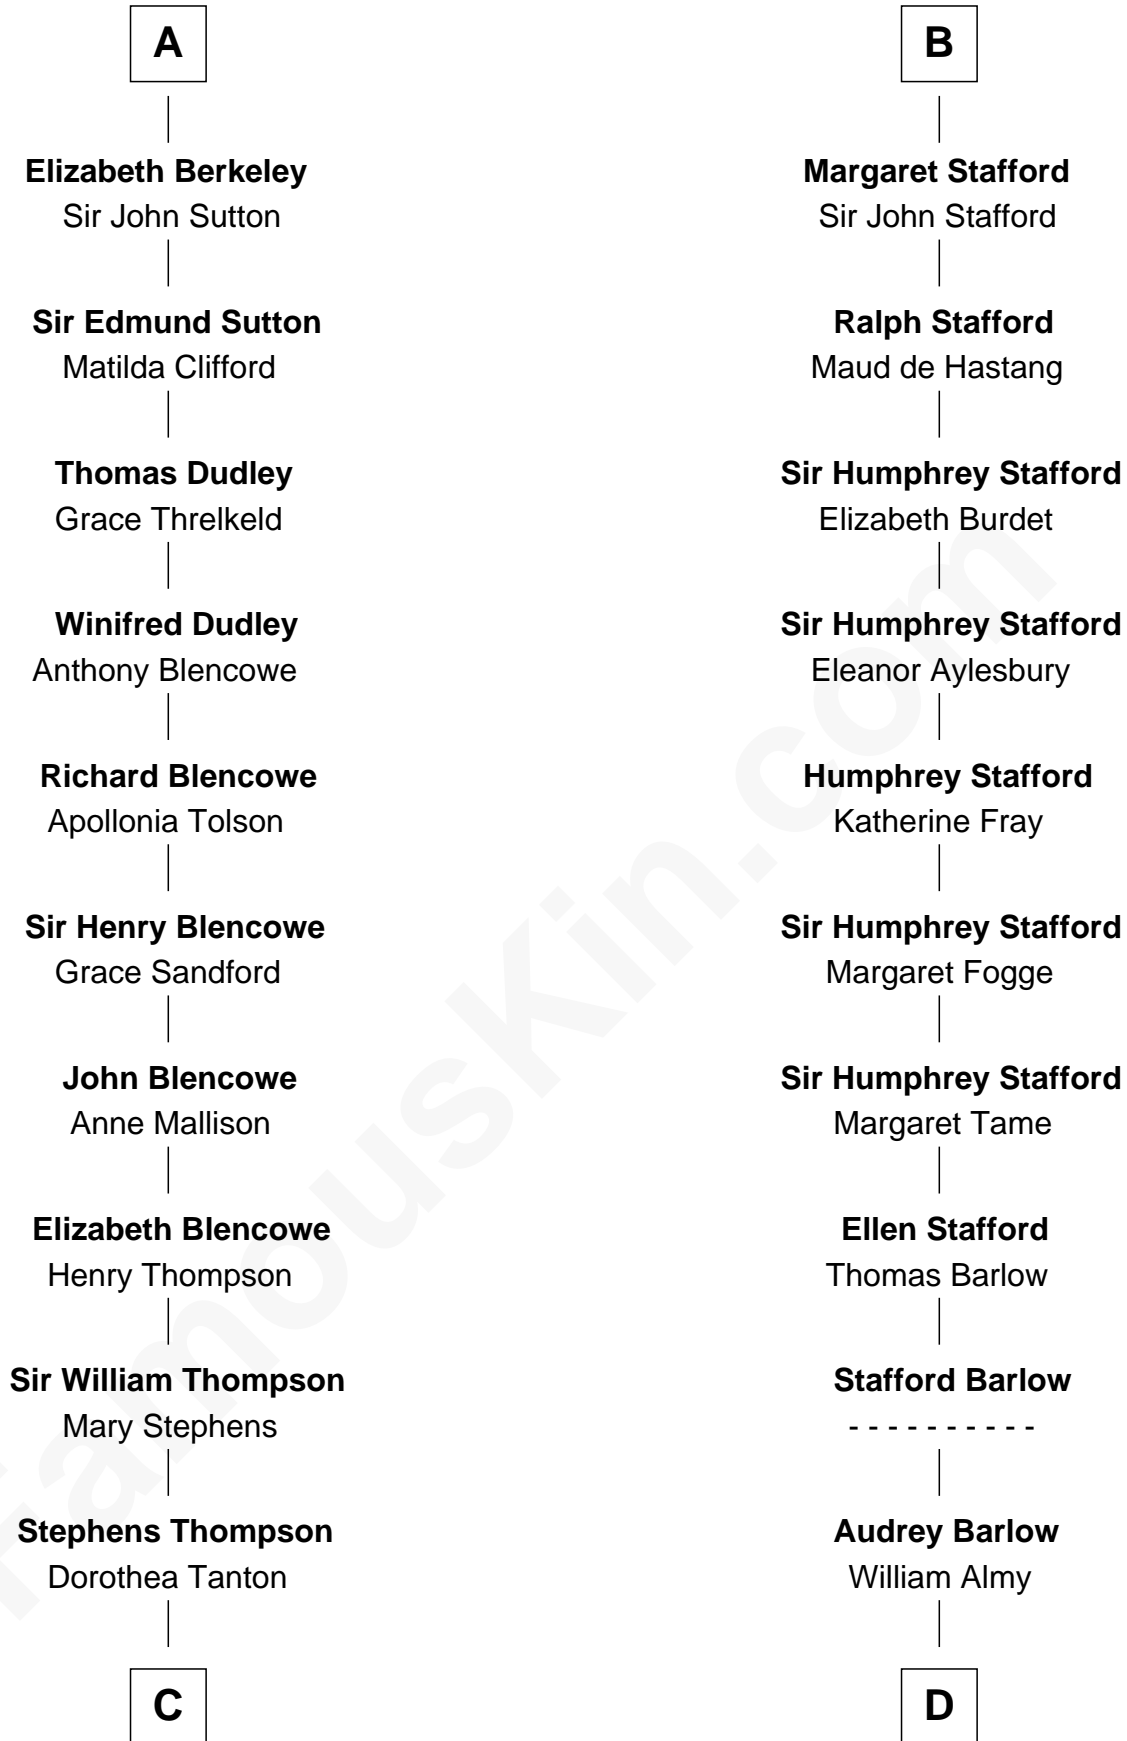 A
Elizabeth Berkeley
Sir John Sutton
Sir Edmund Sutton
Matilda Clifford
Thomas Dudley
Grace Threlkeld
Winifred Dudley
Anthony Blencowe
Richard Blencowe
Apollonia Tolson
Sir Henry Blencowe
Grace Sandford
John Blencowe
Anne Mallison
Elizabeth Blencowe
Henry Thompson
Sir William Thompson
Mary Stephens
Stephens Thompson
Dorothea Tanton
C
B
Margaret Stafford
Sir John Stafford
Ralph Stafford
Maud de Hastang
Sir Humphrey Stafford
Elizabeth Burdet
Sir Humphrey Stafford
Eleanor Aylesbury
Humphrey Stafford
Katherine Fray
Sir Humphrey Stafford
Margaret Fogge
Sir Humphrey Stafford
Margaret Tame
Ellen Stafford
Thomas Barlow
Stafford Barlow
- - - - - - - - - -
Audrey Barlow
William Almy
D
FamousKin.com